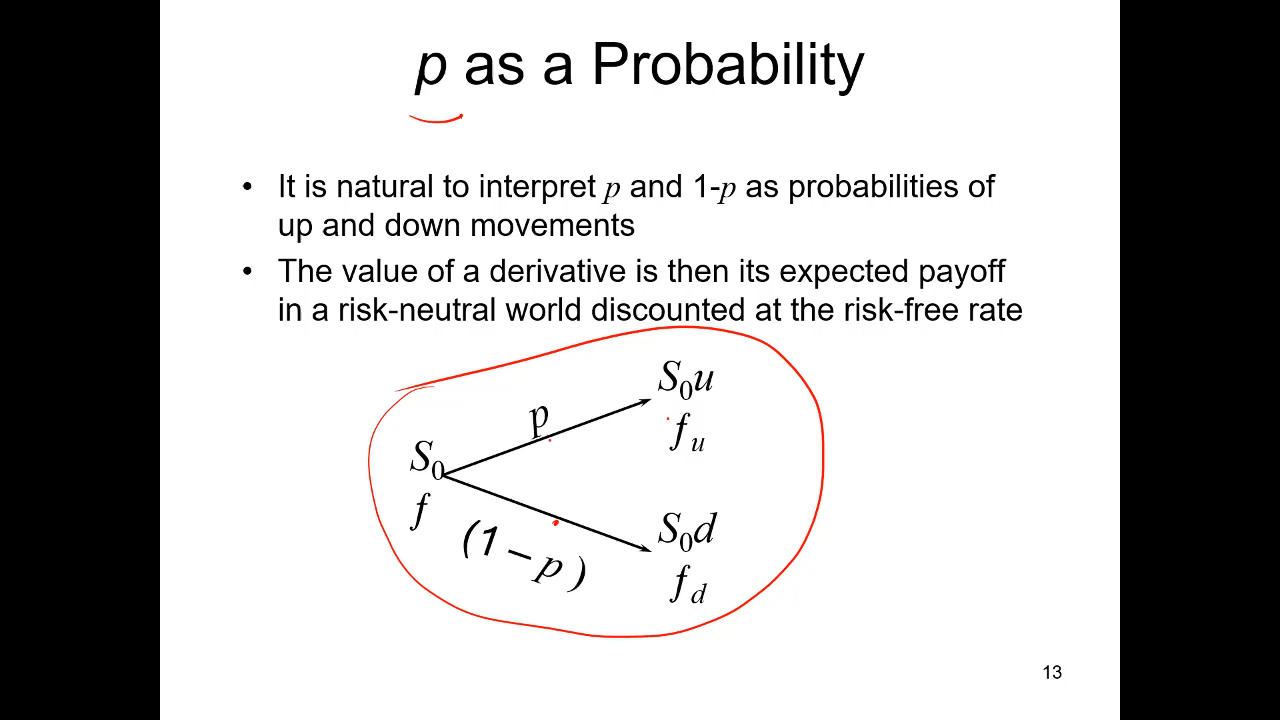 p as a Probability
• It is natural to interpret p and 1-p as probabilities of
up and down movements
• The value of a derivative is then its expected payoff
in a risk-neutral world discounted at the risk-free rate
S₀u
p
fᵤ
S₀
f
(1 – p )
S₀d
f_d
13